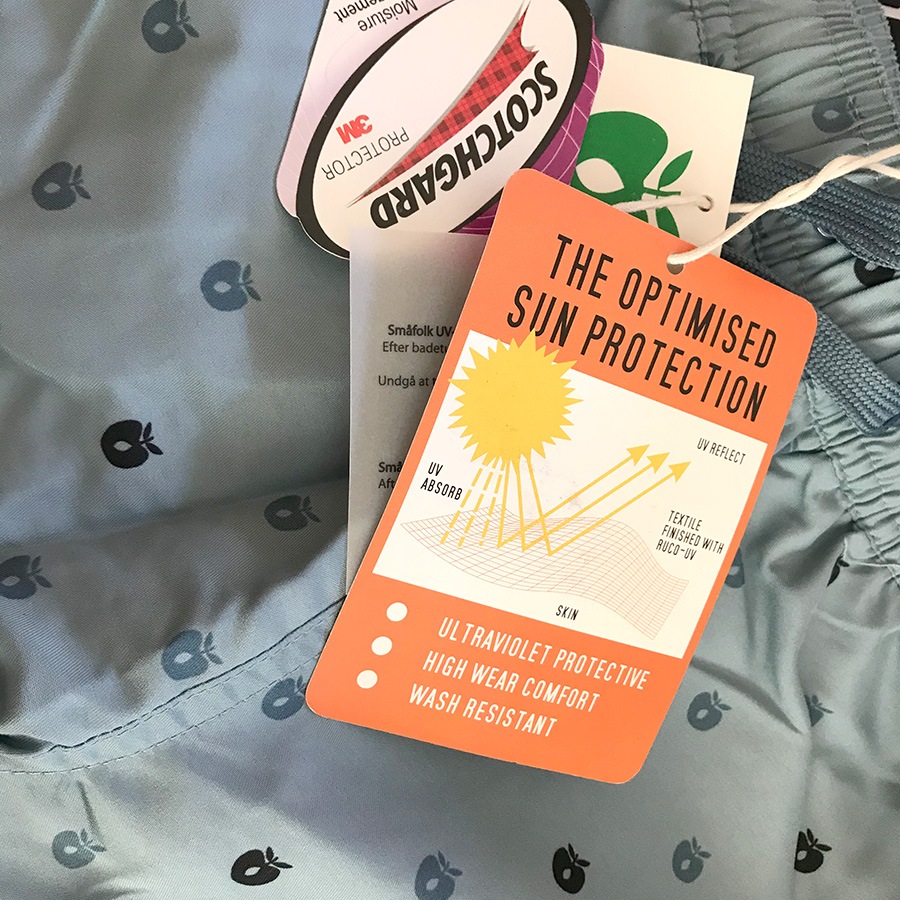 Moisture
SCOTCHGARD
PROTECTOR
3M
Småfolk UV-
Efter badet
Undgå at
THE OPTIMISED
SUN PROTECTION
UV REFLECT
UV
ABSORB
TEXTILE
FINISHED WITH
RUCO-UV
SKIN
ULTRAVIOLET PROTECTIVE
HIGH WEAR COMFORT
WASH RESISTANT